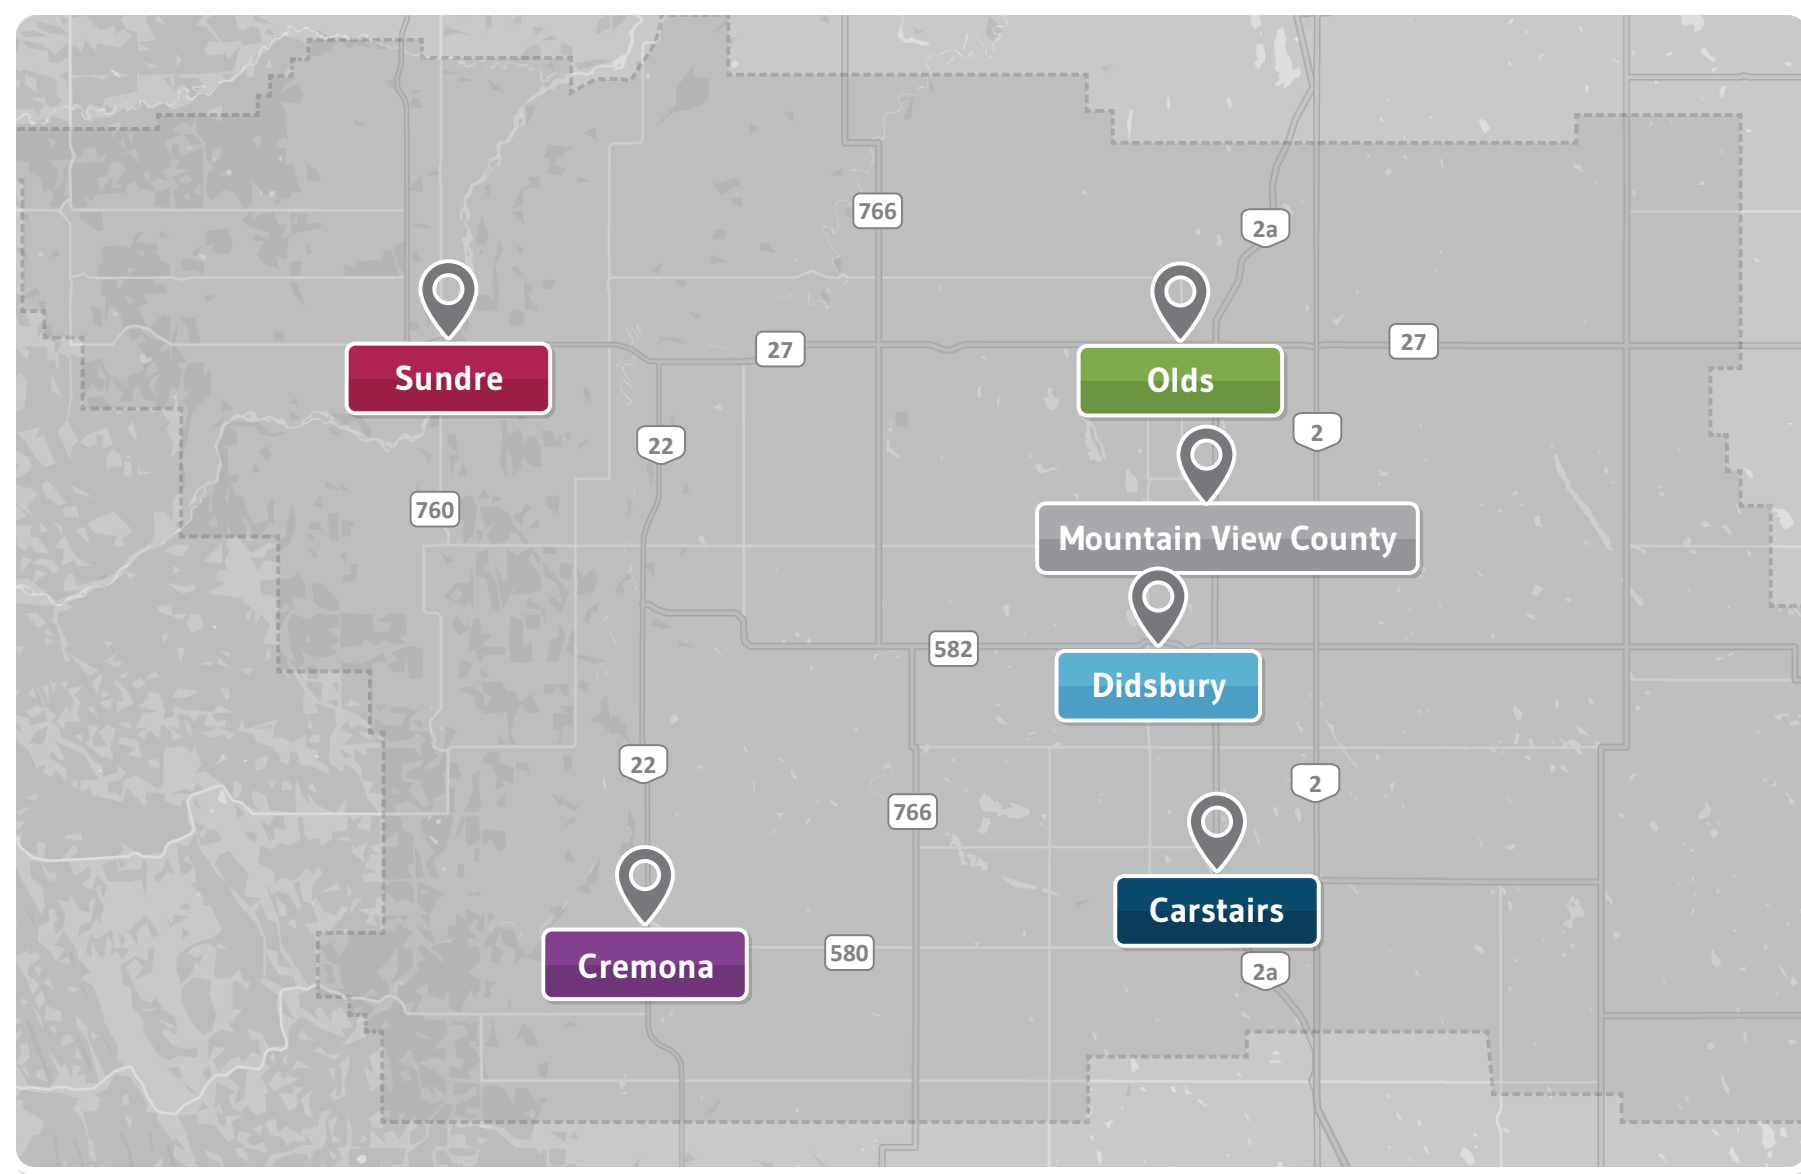 766
2a
27
27
Sundre
Olds
2
22
760
Mountain View County
582
Didsbury
22
2
766
Carstairs
580
Cremona
2a